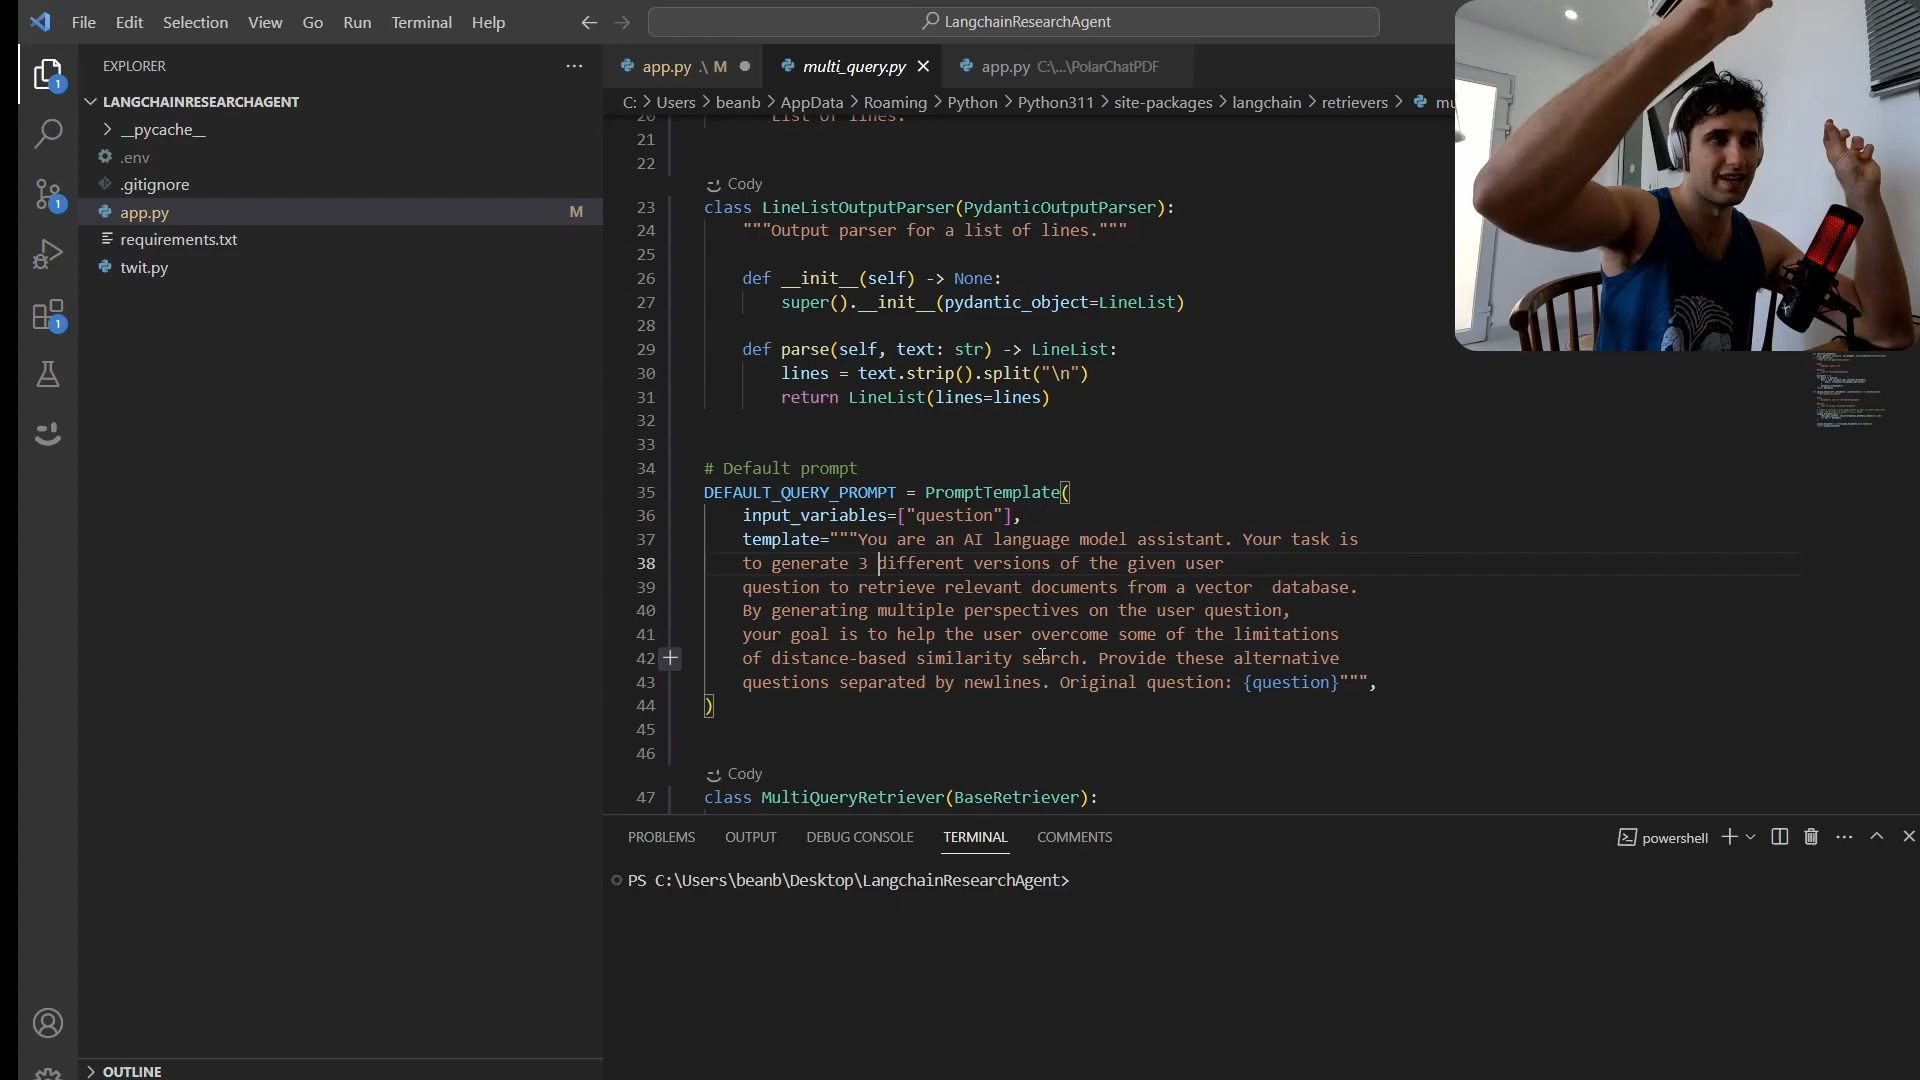 File Edit Selection View Go Run Terminal Help
LangchainResearchAgent
EXPLORER
LANGCHAINRESEARCHAGENT
__pycache__
.env
.gitignore
app.py M
requirements.txt
twit.py
OUTLINE
1
1
1
app.py .\ M
multi_query.py
app.py C:\...\PolarChatPDF
C: > Users > beanb > AppData > Roaming > Python > Python311 > site-packages > langchain > retrievers > mu
20 List of lines.
21
22
Cody
23 class LineListOutputParser(PydanticOutputParser):
24 """Output parser for a list of lines."""
25
26 def __init__(self) -> None:
27 super().__init__(pydantic_object=LineList)
28
29 def parse(self, text: str) -> LineList:
30 lines = text.strip().split("\n")
31 return LineList(lines=lines)
32
33
34 # Default prompt
35 DEFAULT_QUERY_PROMPT = PromptTemplate(
36 input_variables=["question"],
37 template="""You are an AI language model assistant. Your task is
38 to generate 3 different versions of the given user
39 question to retrieve relevant documents from a vector  database.
40 By generating multiple perspectives on the user question,
41 your goal is to help the user overcome some of the limitations
42 of distance-based similarity search. Provide these alternative
43 questions separated by newlines. Original question: {question}""",
44 )
45
46
Cody
47 class MultiQueryRetriever(BaseRetriever):
PROBLEMS OUTPUT DEBUG CONSOLE TERMINAL COMMENTS
powershell
PS C:\Users\beanb\Desktop\LangchainResearchAgent>